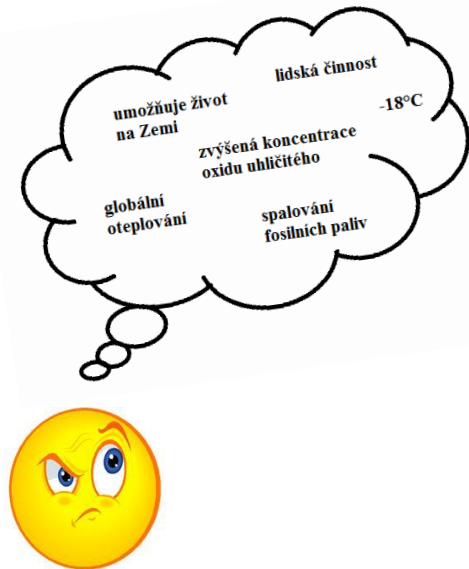 lidská činnost
umožňuje život
na Zemi
-18°C
zvýšená koncentrace
oxidu uhličitého
globální
oteplování
spalování
fosilních paliv